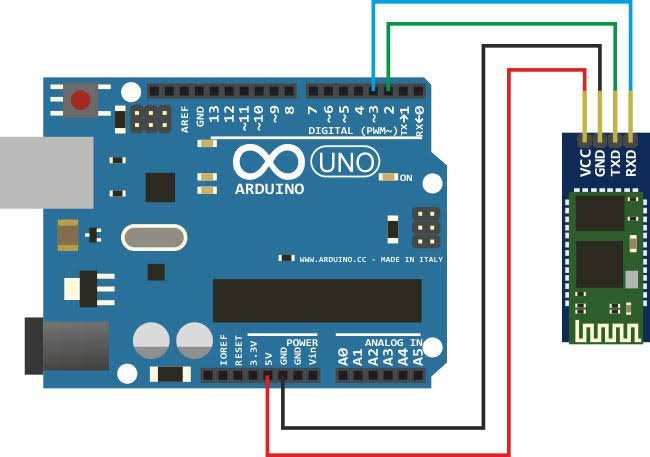 AREF
GND
13
12
~11
~10
~9
8
7
~6
~5
4
~3
2
TX→1
RX←0
DIGITAL (PWM~)
UNO
ARDUINO
ON
WWW.ARDUINO.CC - MADE IN ITALY
IOREF
RESET
3.3V
5V
GND
GND
Vin
POWER
ANALOG IN
A0
A1
A2
A3
A4
A5
VCC
GND
TXD
RXD